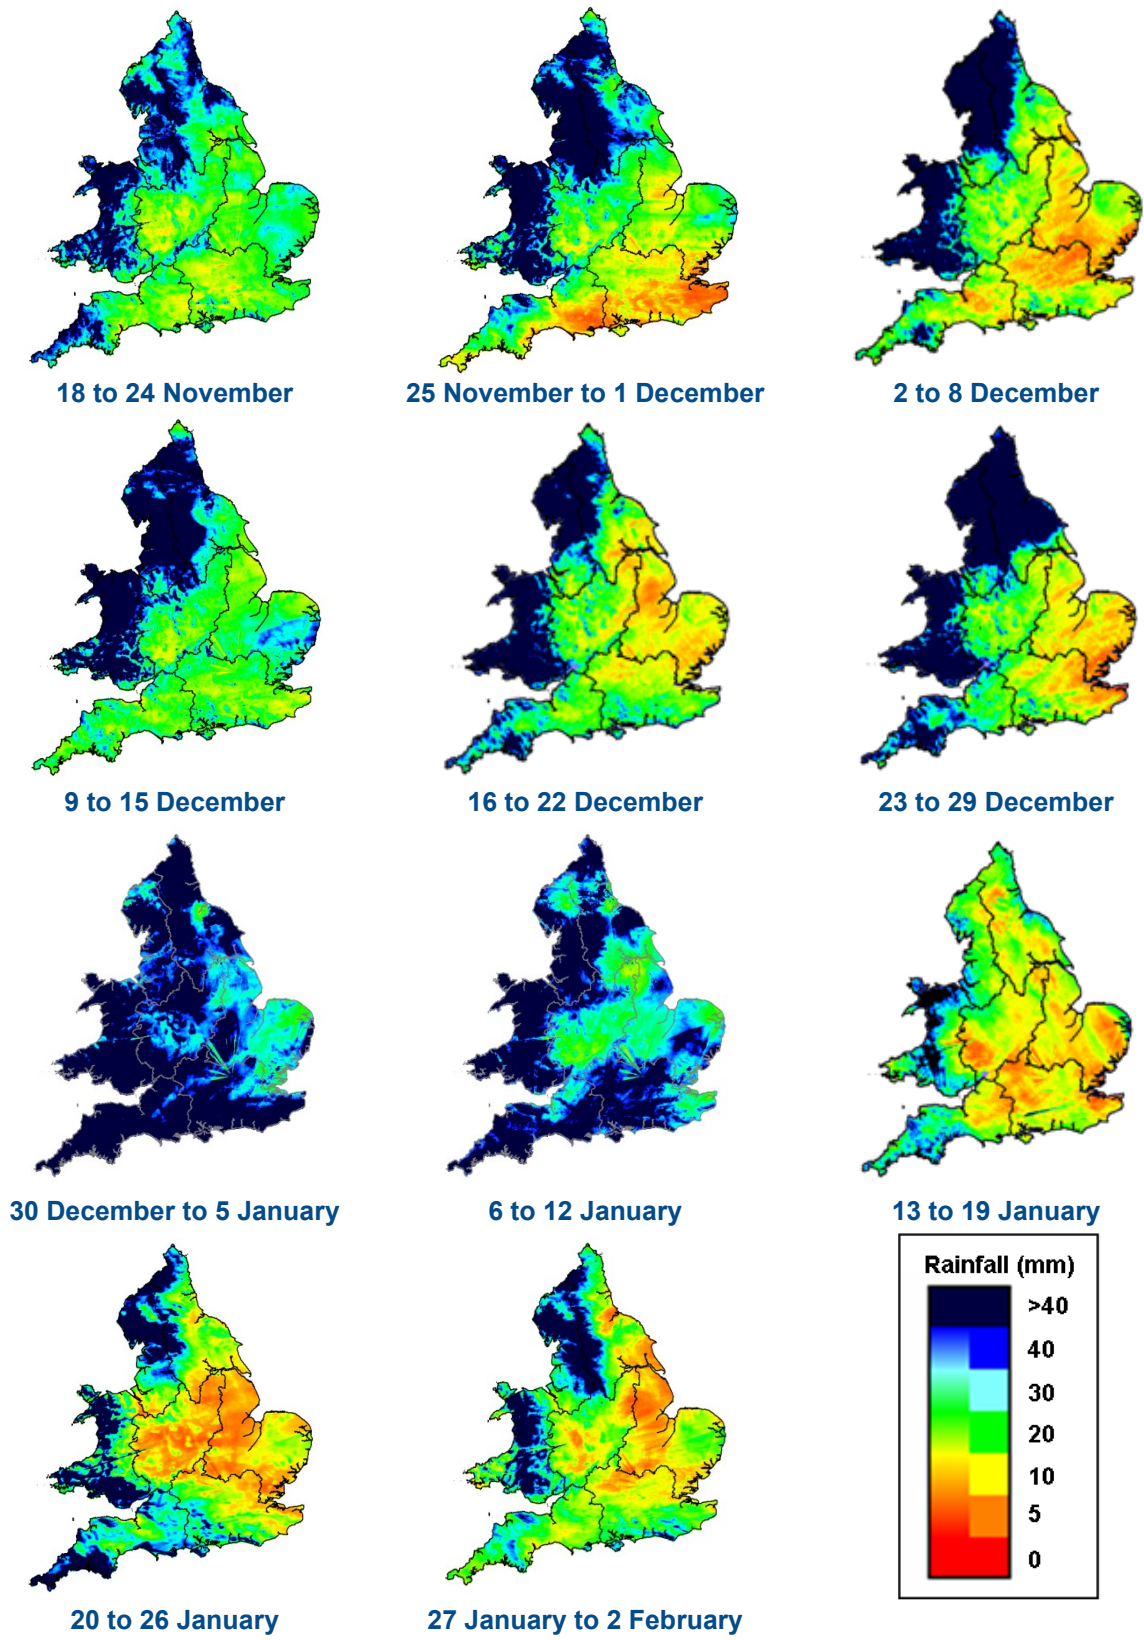 18 to 24 November
25 November to 1 December
2 to 8 December
9 to 15 December
16 to 22 December
23 to 29 December
30 December to 5 January
6 to 12 January
13 to 19 January
Rainfall (mm)
>40
40
30
20
10
5
0
20 to 26 January
27 January to 2 February